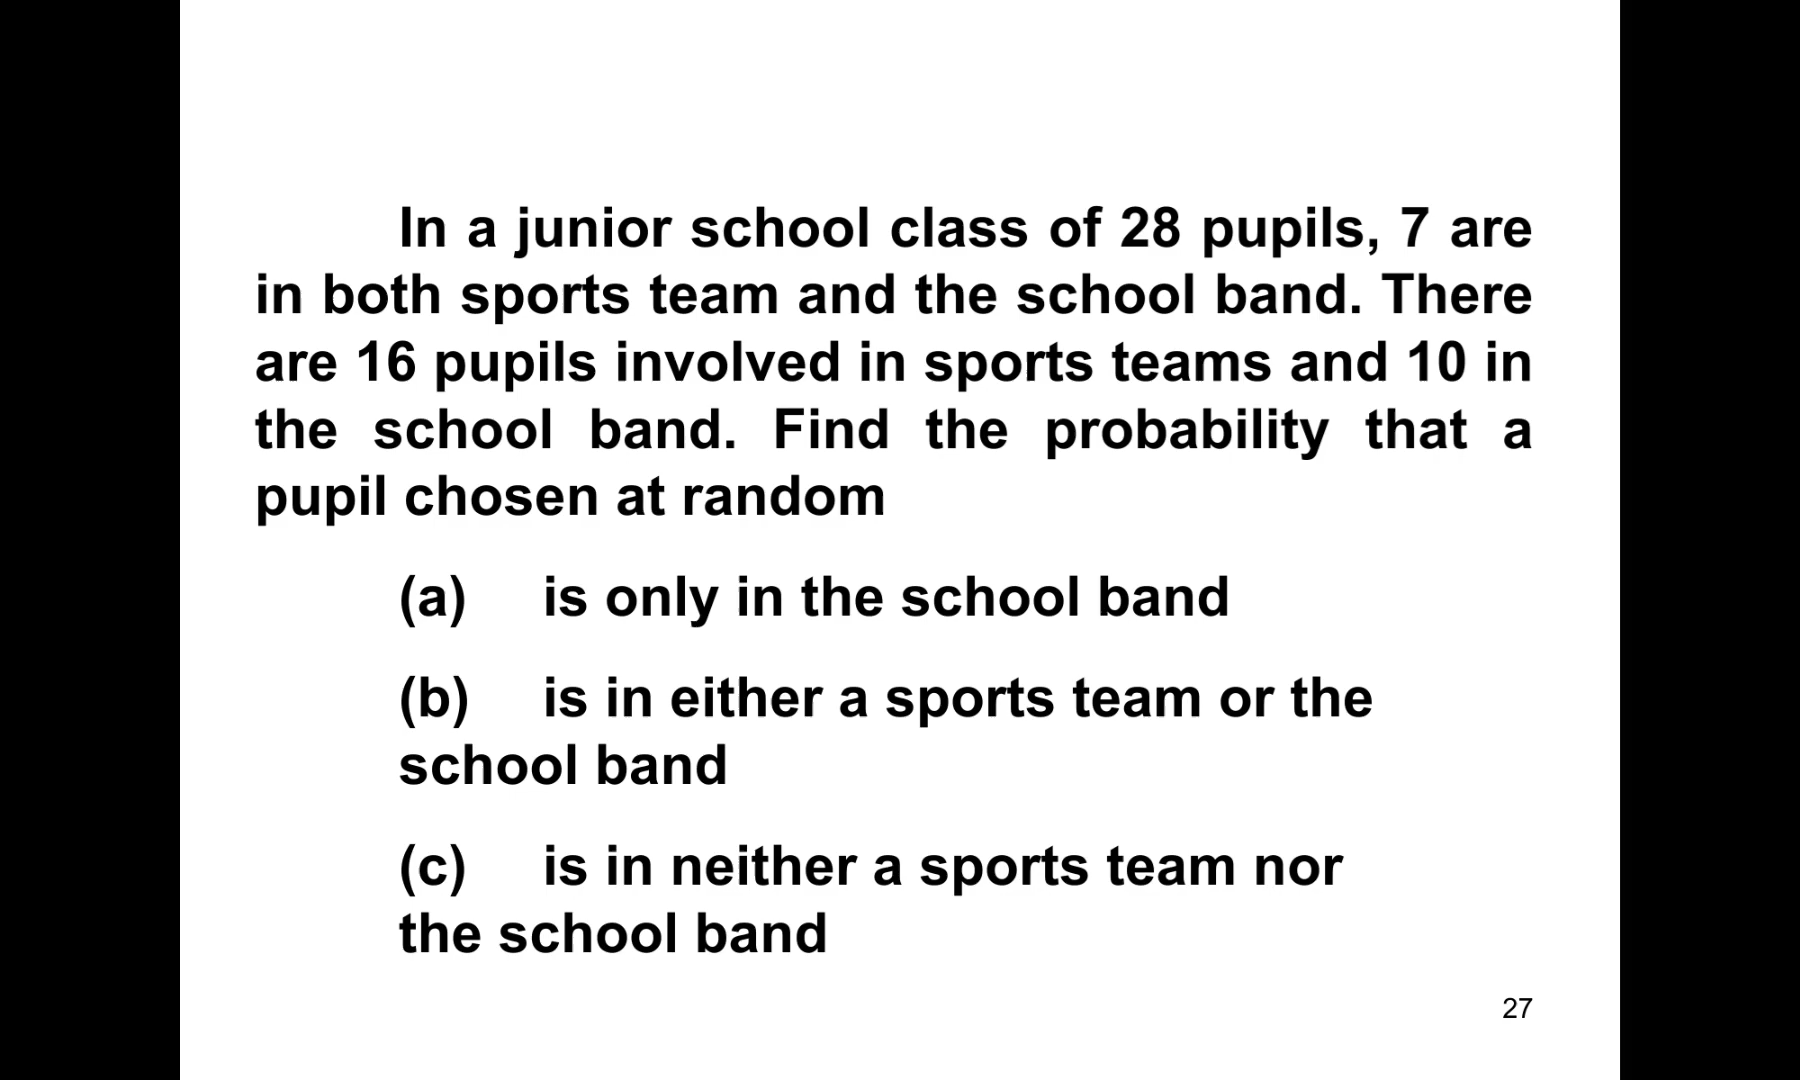 In a junior school class of 28 pupils, 7 are
in both sports team and the school band. There
are 16 pupils involved in sports teams and 10 in
the school band. Find the probability that a
pupil chosen at random
(a) is only in the school band
(b) is in either a sports team or the
school band
(c) is in neither a sports team nor
the school band
27